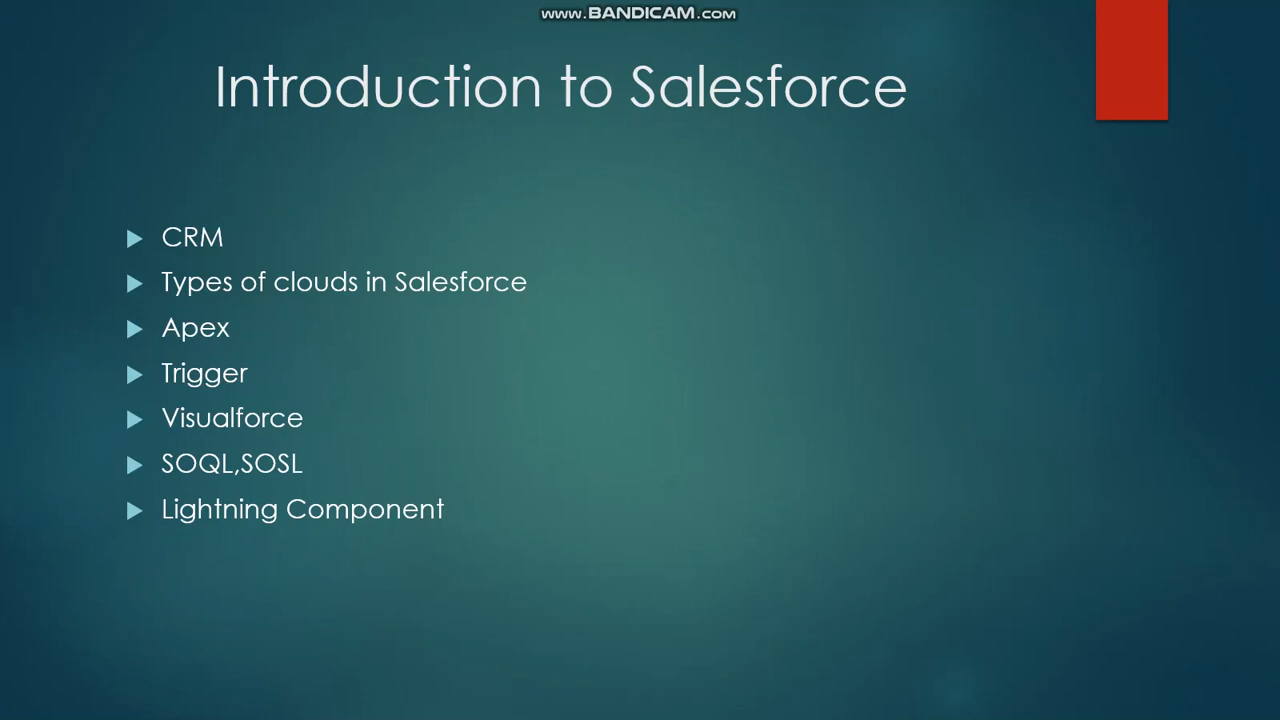 www.BANDICAM.com
Introduction to Salesforce
CRM
Types of clouds in Salesforce
Apex
Trigger
Visualforce
SOQL,SOSL
Lightning Component